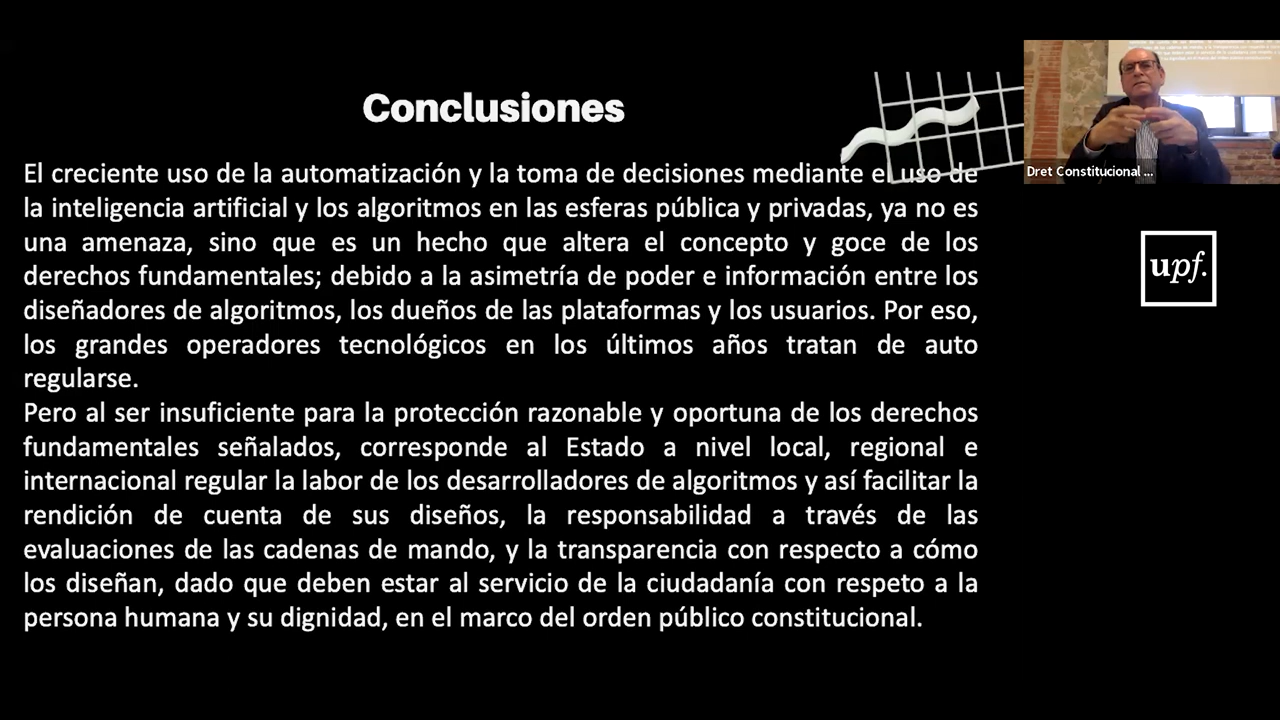 Conclusiones
El creciente uso de la automatización y la toma de decisiones mediante el uso de
la inteligencia artificial y los algoritmos en las esferas pública y privadas, ya no es
una amenaza, sino que es un hecho que altera el concepto y goce de los
derechos fundamentales; debido a la asimetría de poder e información entre los
diseñadores de algoritmos, los dueños de las plataformas y los usuarios. Por eso,
los grandes operadores tecnológicos en los últimos años tratan de auto
regularse.
Pero al ser insuficiente para la protección razonable y oportuna de los derechos
fundamentales señalados, corresponde al Estado a nivel local, regional e
internacional regular la labor de los desarrolladores de algoritmos y así facilitar la
rendición de cuenta de sus diseños, la responsabilidad a través de las
evaluaciones de las cadenas de mando, y la transparencia con respecto a cómo
los diseñan, dado que deben estar al servicio de la ciudadanía con respeto a la
persona humana y su dignidad, en el marco del orden público constitucional.
Dret Constitucional ...
upf.